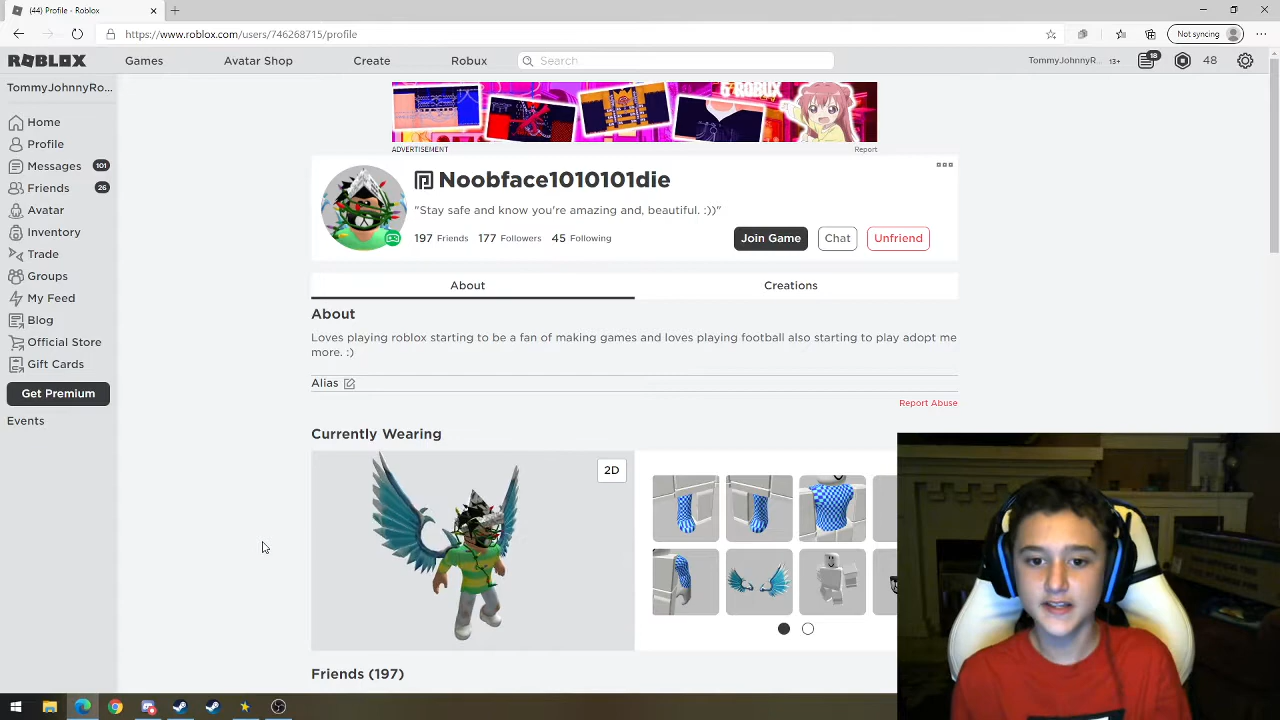 (44) Profile - Roblox
https://www.roblox.com/users/746268715/profile
Not syncing
ROBLOX
Games
Avatar Shop
Create
Robux
Search
TommyJohnnyR...
13+
18
48
TommyJohnnyRo...
Home
Profile
Messages 101
Friends 26
Avatar
Inventory
Trade
Groups
My Feed
Blog
Official Store
Gift Cards
Get Premium
Events
ROBUX
ADVERTISEMENT
Report
Noobface1010101die
"Stay safe and know you're amazing and, beautiful. :))"
197 Friends 177 Followers 45 Following
Join Game
Chat
Unfriend
About
Creations
About
Loves playing roblox starting to be a fan of making games and loves playing football also starting to play adopt me
more. :)
Alias
Report Abuse
Currently Wearing
2D
Friends (197)